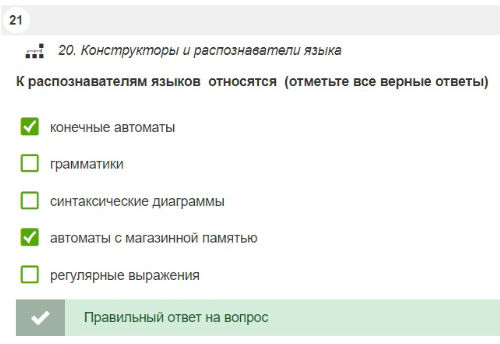 21
20. Конструкторы и распознаватели языка
К распознавателям языков относятся (отметьте все верные ответы)
конечные автоматы
грамматики
синтаксические диаграммы
автоматы с магазинной памятью
регулярные выражения
Правильный ответ на вопрос